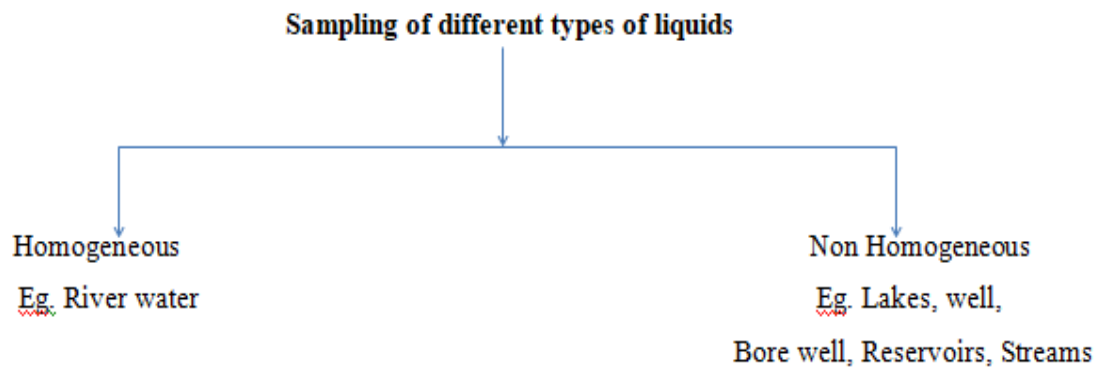 Sampling of different types of liquids
Homogeneous
Eg. River water
Non Homogeneous
Eg. Lakes, well,
Bore well, Reservoirs, Streams